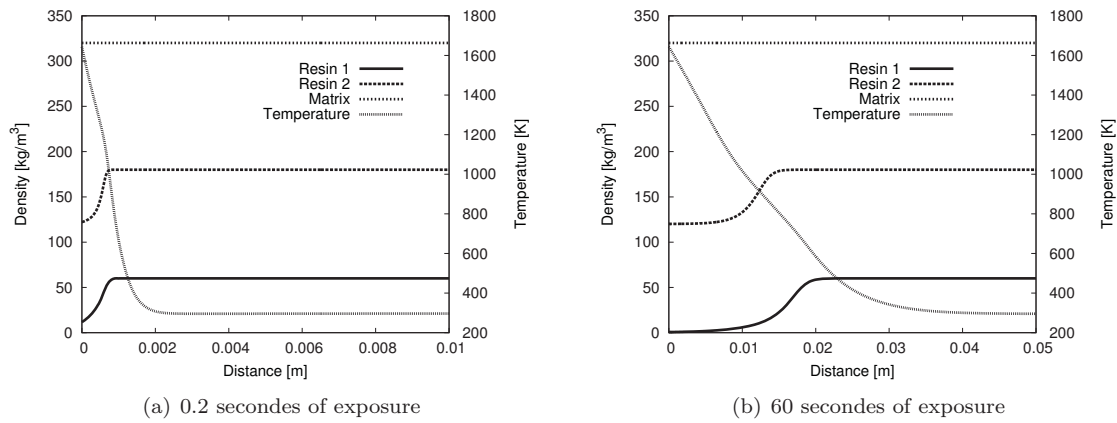 350
300
250
200
150
100
50
0
Density [kg/m³]
0
0.002
0.004
0.006
0.008
0.01
Distance [m]
1800
1600
1400
1200
1000
800
600
400
200
Temperature [K]
Resin 1
Resin 2
Matrix
Temperature
(a) 0.2 secondes of exposure
350
300
250
200
150
100
50
0
Density [kg/m³]
0
0.01
0.02
0.03
0.04
0.05
Distance [m]
1800
1600
1400
1200
1000
800
600
400
200
Temperature [K]
Resin 1
Resin 2
Matrix
Temperature
(b) 60 secondes of exposure